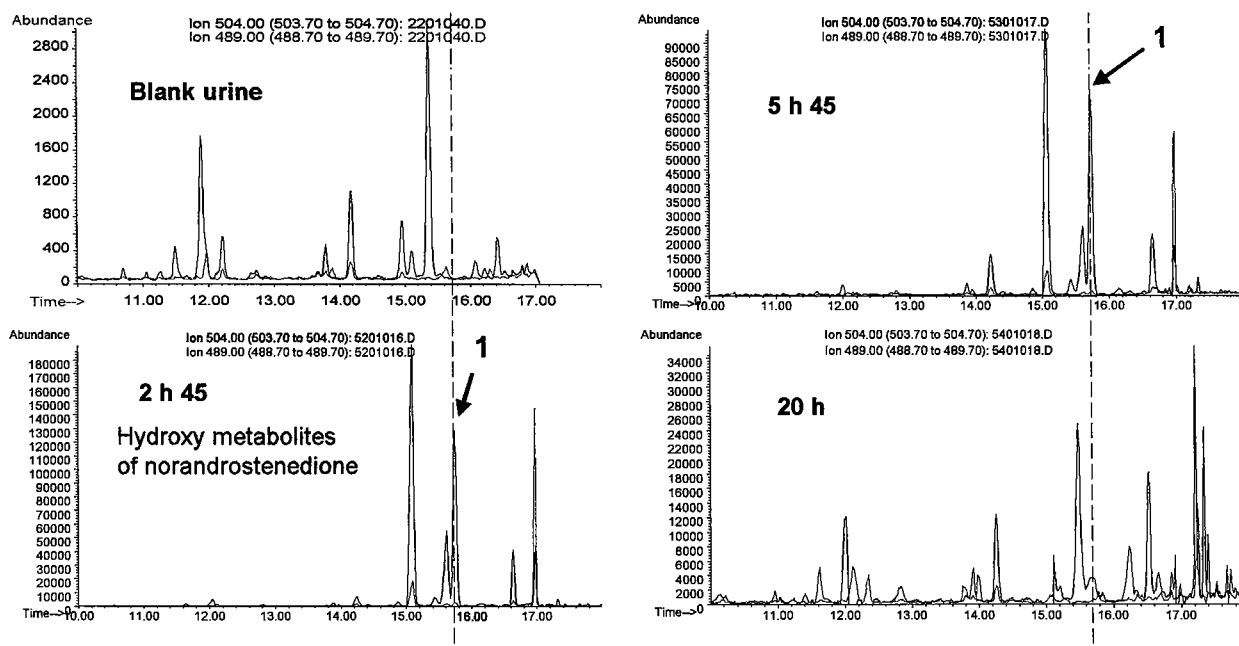 Abundance
Ion 504.00 (503.70 to 504.70): 2201040.D
Ion 489.00 (488.70 to 489.70): 2201040.D
2800
2400
2000
1600
1200
800
400
0
Blank urine
Time-->
11.00 12.00 13.00 14.00 15.00 16.00 17.00
Abundance
Ion 504.00 (503.70 to 504.70): 5301017.D
Ion 489.00 (488.70 to 489.70): 5301017.D
90000
85000
80000
75000
70000
65000
60000
55000
50000
45000
40000
35000
30000
25000
20000
15000
10000
5000
0
1
5 h 45
Time-->
10.00 11.00 12.00 13.00 14.00 15.00 16.00 17.00
Abundance
Ion 504.00 (503.70 to 504.70): 5201016.D
Ion 489.00 (488.70 to 489.70): 5201016.D
180000
170000
160000
150000
140000
130000
120000
110000
100000
90000
80000
70000
60000
50000
40000
30000
20000
10000
0
1
2 h 45
Hydroxy metabolites
of norandrostenedione
Time-->
10.00 11.00 12.00 13.00 14.00 15.00 16.00 17.00
Abundance
Ion 504.00 (503.70 to 504.70): 5401018.D
Ion 489.00 (488.70 to 489.70): 5401018.D
34000
32000
30000
28000
26000
24000
22000
20000
18000
16000
14000
12000
10000
8000
6000
4000
2000
0
20 h
Time-->
10.00 11.00 12.00 13.00 14.00 15.00 16.00 17.00